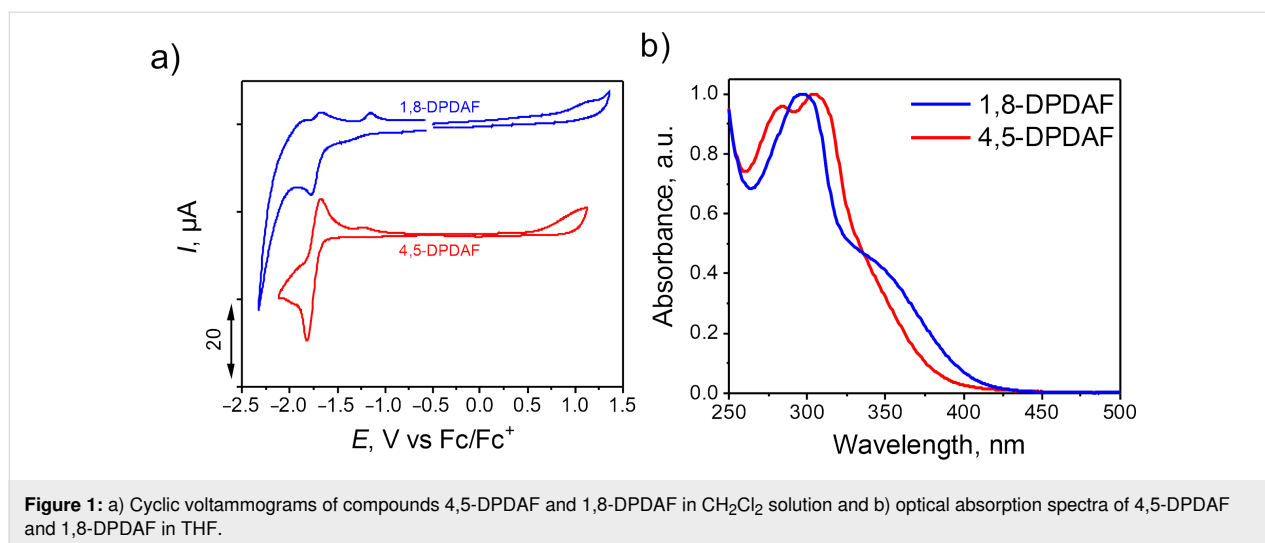 a)
1,8-DPDAF
4,5-DPDAF
I, µA
20
−2.5 −2.0 −1.5 −1.0 −0.5 0.0 0.5 1.0 1.5
E, V vs Fc/Fc⁺
b)
1,8-DPDAF
4,5-DPDAF
Absorbance, a.u.
1.0
0.8
0.6
0.4
0.2
0.0
250 300 350 400 450 500
Wavelength, nm
Figure 1: a) Cyclic voltammograms of compounds 4,5-DPDAF and 1,8-DPDAF in CH₂Cl₂ solution and b) optical absorption spectra of 4,5-DPDAF
and 1,8-DPDAF in THF.